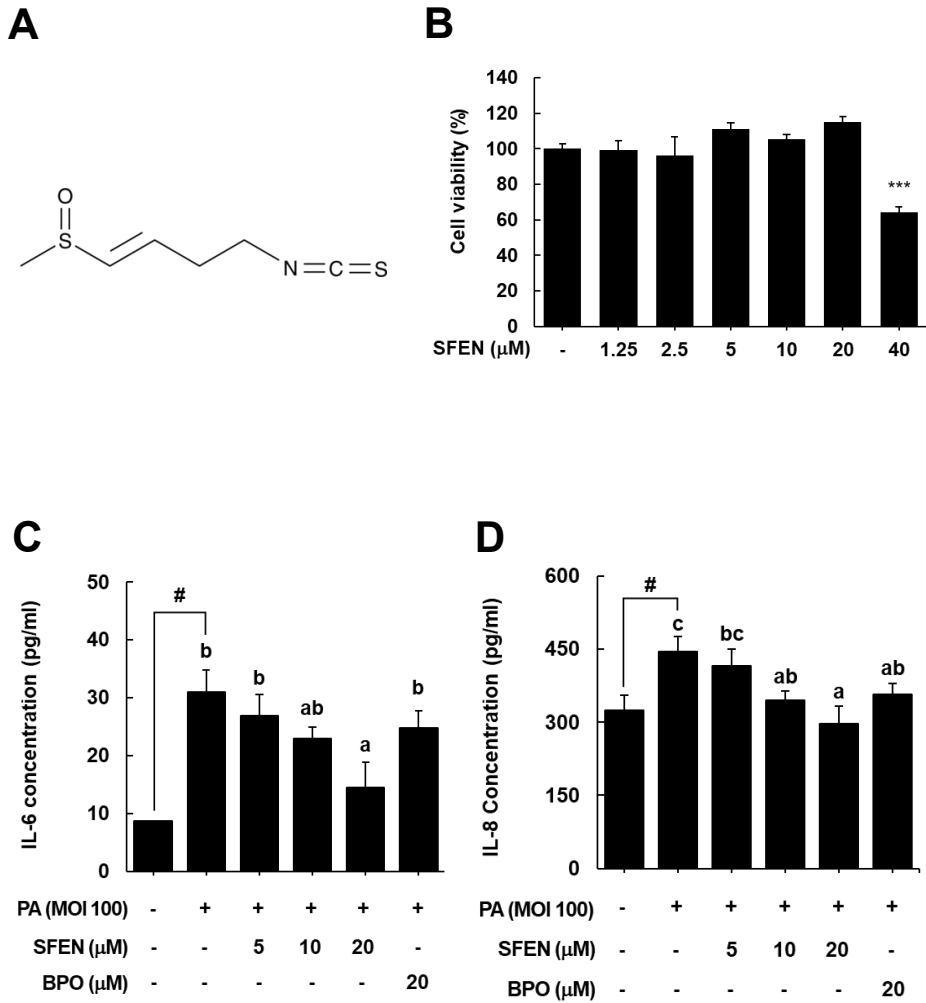 A
B
O
S
N
C
S
Cell viability (%)
140
120
100
80
60
40
20
0
***
SFEN (μM) - 1.25 2.5 5 10 20 40
C
D
IL-6 concentration (pg/ml)
50
40
30
20
10
0
#
b b ab a b
PA (MOI 100) - + + + + +
SFEN (μM) - - 5 10 20 -
BPO (μM) - - - - - 20
IL-8 Concentration (pg/ml)
600
450
300
150
0
#
c bc ab a ab
PA (MOI 100) - + + + + +
SFEN (μM) - - 5 10 20 -
BPO (μM) - - - - - 20